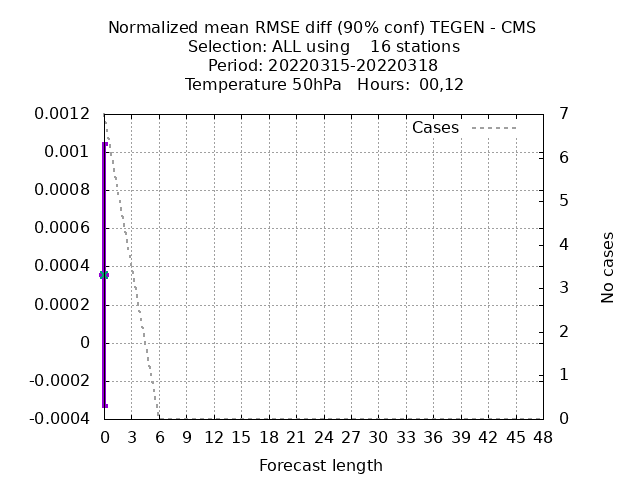 Normalized mean RMSE diff (90% conf) TEGEN - CMS
Selection: ALL using    16 stations
Period: 20220315-20220318
Temperature 50hPa   Hours:  00,12
Cases
0.0012
0.001
0.0008
0.0006
0.0004
0.0002
0
-0.0002
-0.0004
7
6
5
4
3
2
1
0
No cases
0 3 6 9 12 15 18 21 24 27 30 33 36 39 42 45 48
Forecast length